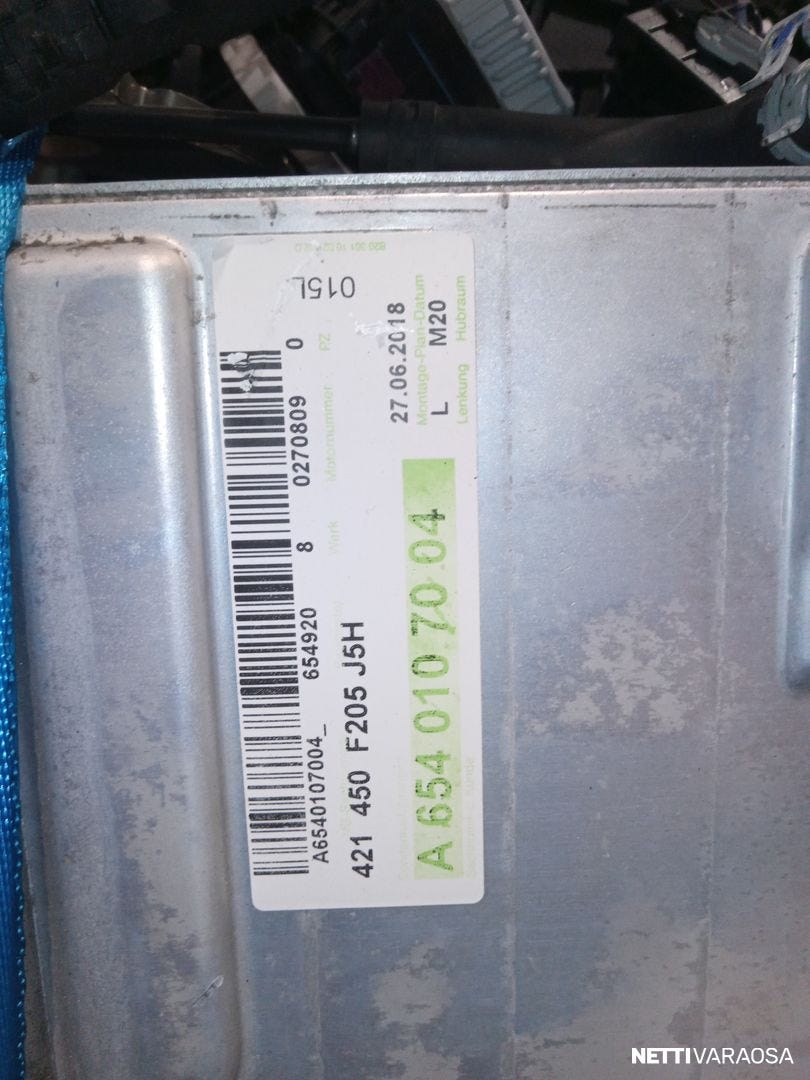 A6540107004_ 654920 8 0270809 0
Werk Motornummer PZ
015L
421 450 F205 J5H
27.06.2018
Montage-Plan-Datum
L M20
Lenkung Hubraum
A 654 010 70 04
NETTIVARAOSA